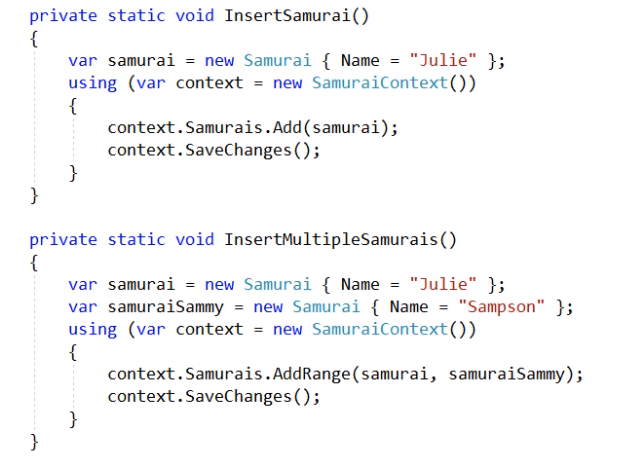 private static void InsertSamurai()
{
var samurai = new Samurai { Name = "Julie" };
using (var context = new SamuraiContext())
{
context.Samurais.Add(samurai);
context.SaveChanges();
}
}
private static void InsertMultipleSamurais()
{
var samurai = new Samurai { Name = "Julie" };
var samuraiSammy = new Samurai { Name = "Sampson" };
using (var context = new SamuraiContext())
{
context.Samurais.AddRange(samurai, samuraiSammy);
context.SaveChanges();
}
}